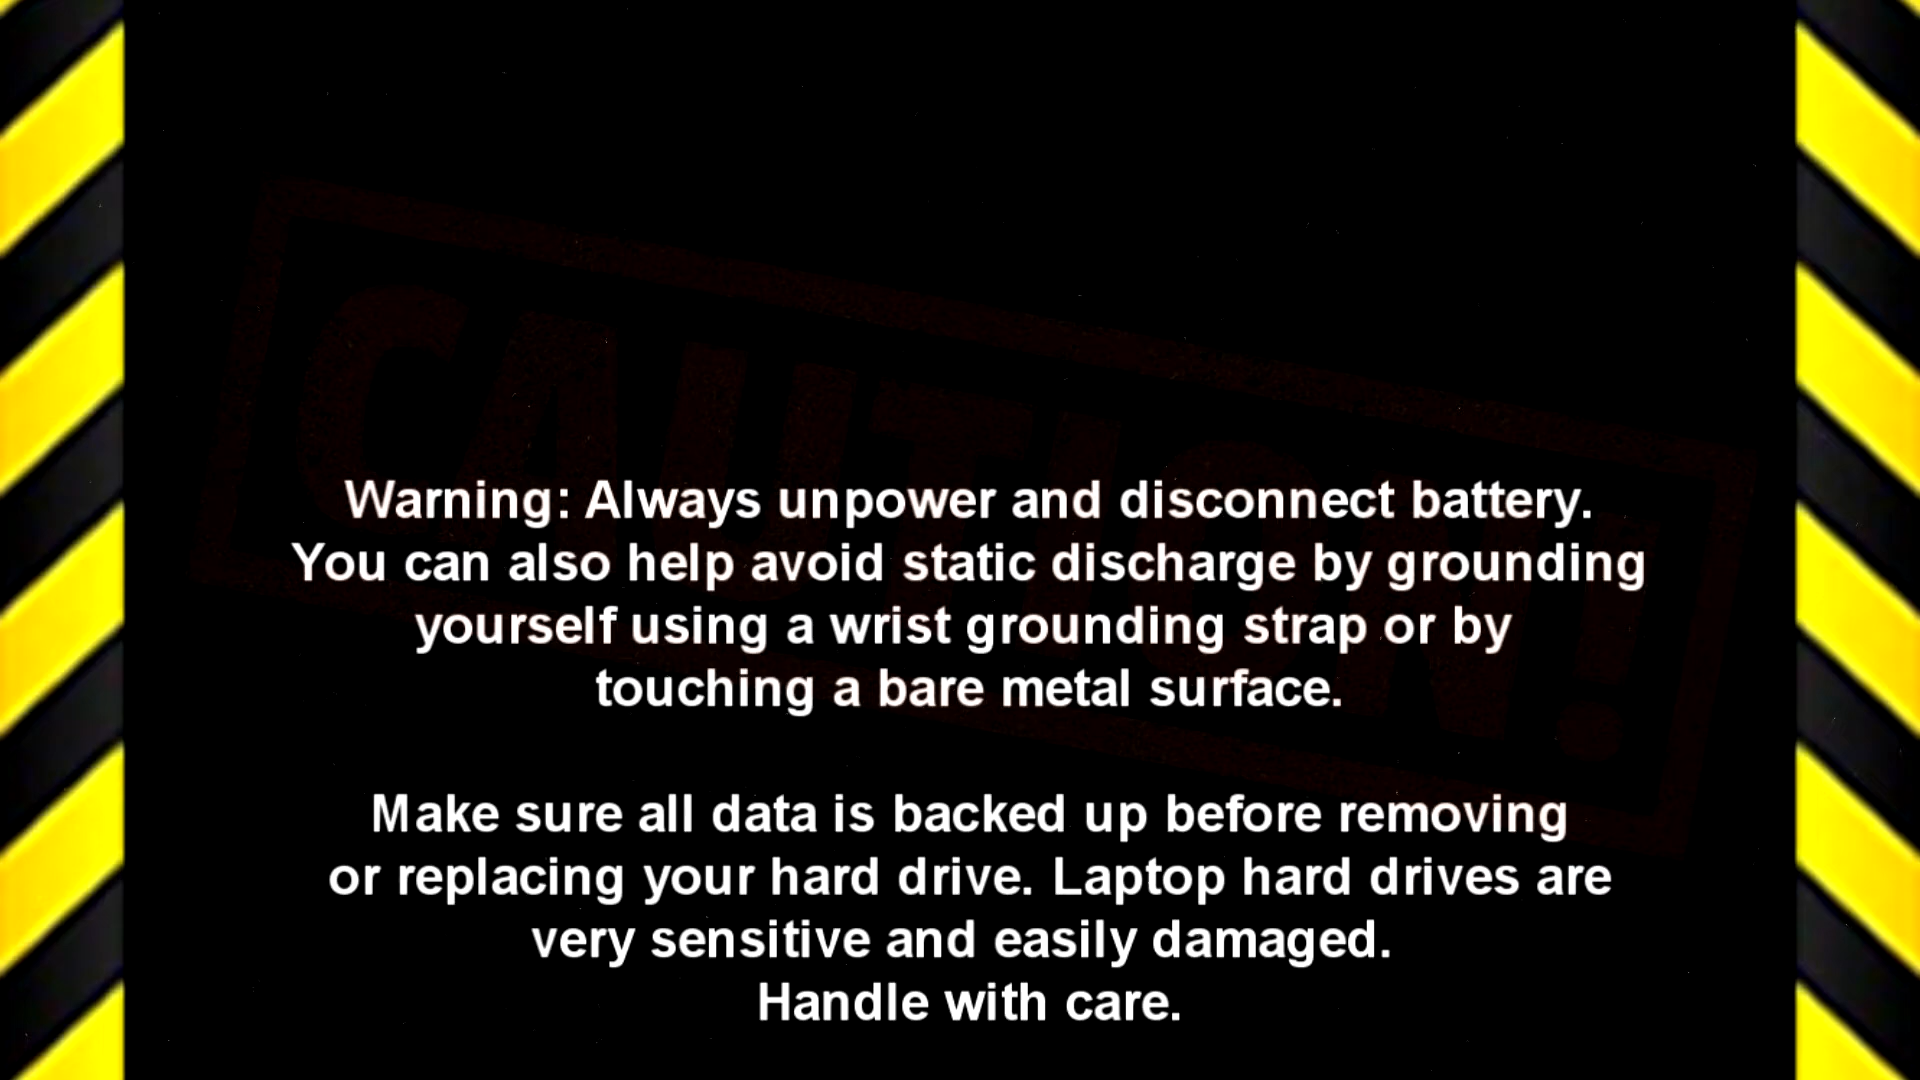 CAUTION!
Warning: Always unpower and disconnect battery.
You can also help avoid static discharge by grounding
yourself using a wrist grounding strap or by
touching a bare metal surface.
Make sure all data is backed up before removing
or replacing your hard drive. Laptop hard drives are
very sensitive and easily damaged.
Handle with care.